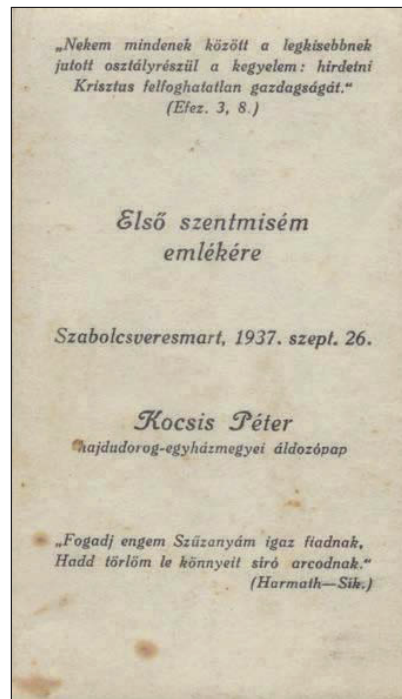 „Nekem mindenek között a legkisebbnek
jutott osztályrészül a kegyelem: hirdetni
Krisztus felfoghatatlan gazdagságát.“
(Efez. 3, 8.)
Első szentmisém
emlékére
Szabolcsveresmart, 1937. szept. 26.
Kocsis Péter
hajdudorog-egyházmegyei áldozópap
„Fogadj engem Szűzanyám igaz fiadnak,
Hadd törlöm le könnyeit síró arcodnak.“
(Harmath—Sík.)